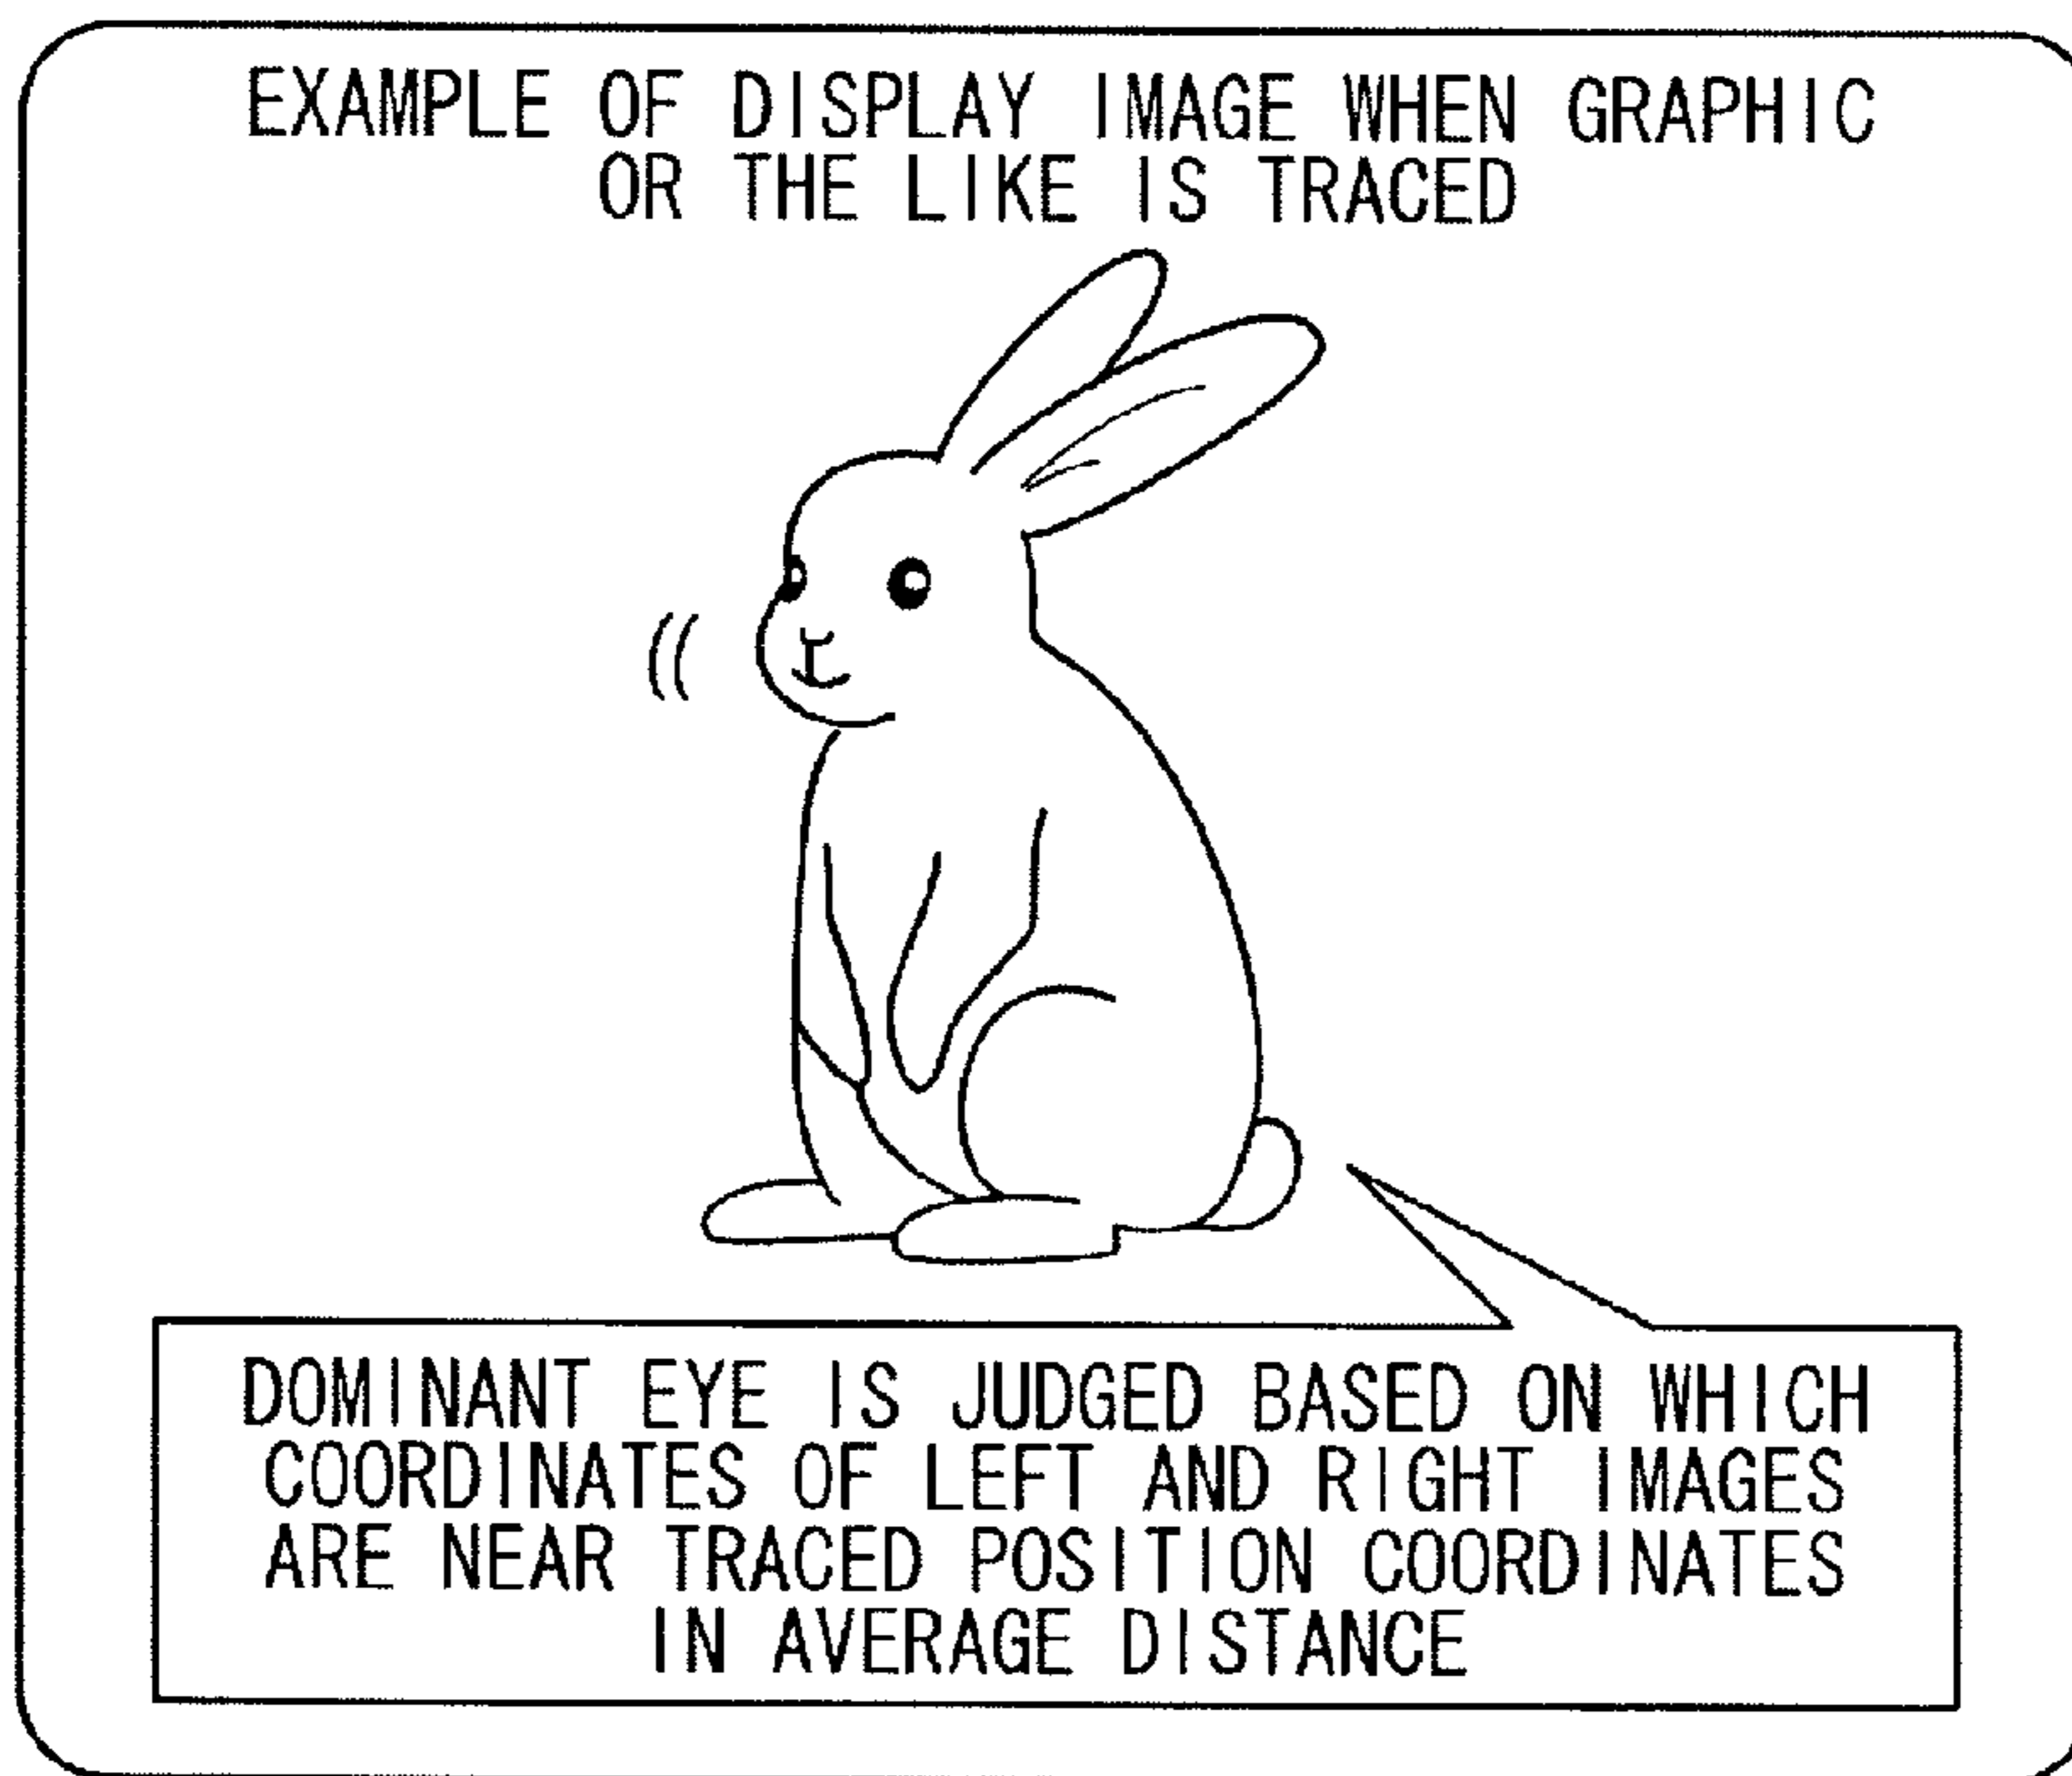 EXAMPLE OF DISPLAY IMAGE WHEN GRAPHIC
OR THE LIKE IS TRACED
DOMINANT EYE IS JUDGED BASED ON WHICH
COORDINATES OF LEFT AND RIGHT IMAGES
ARE NEAR TRACED POSITION COORDINATES
IN AVERAGE DISTANCE